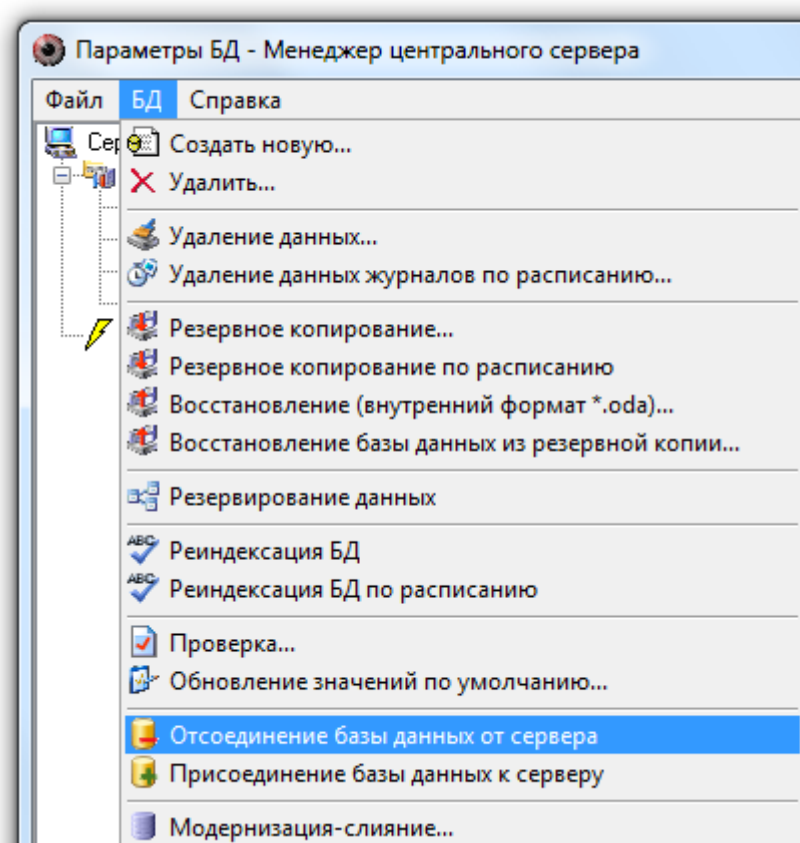 Параметры БД - Менеджер центрального сервера
Файл БД Справка
Создать новую...
Удалить...
Удаление данных...
Удаление данных журналов по расписанию...
Резервное копирование...
Резервное копирование по расписанию
Восстановление (внутренний формат *.oda)...
Восстановление базы данных из резервной копии...
Резервирование данных
ABC Реиндексация БД
ABC Реиндексация БД по расписанию
Проверка...
Обновление значений по умолчанию...
Отсоединение базы данных от сервера
Присоединение базы данных к серверу
Модернизация-слияние...